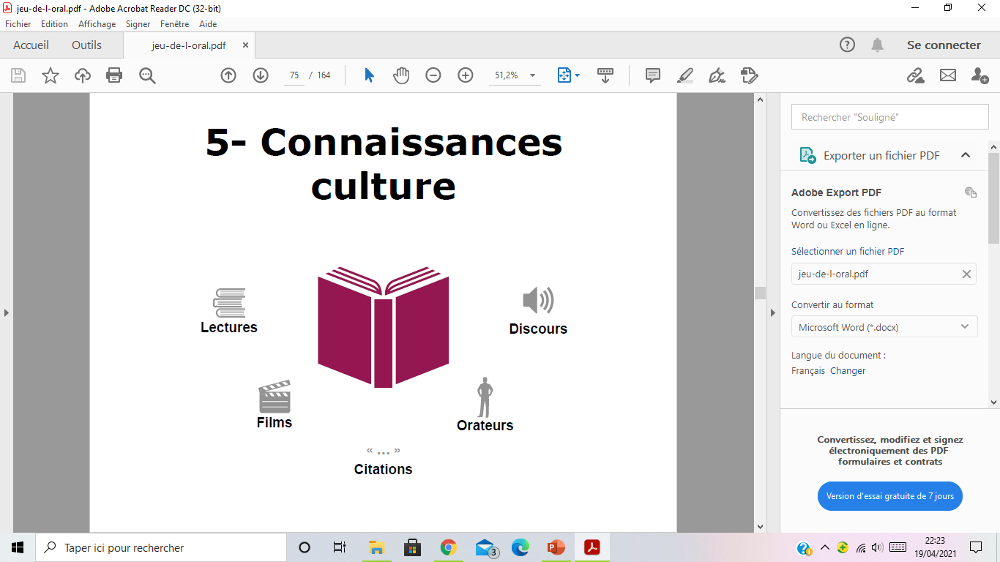 jeu-de-l-oral.pdf - Adobe Acrobat Reader DC (32-bit)
Fichier Edition Affichage Signer Fenêtre Aide
Accueil Outils jeu-de-l-oral.pdf × Se connecter
75 / 164 51,2%
5- Connaissances
culture
Lectures
Discours
Films
Orateurs
« ... »
Citations
Rechercher "Souligné"
Exporter un fichier PDF
Adobe Export PDF
Convertissez des fichiers PDF au format
Word ou Excel en ligne.
Sélectionner un fichier PDF
jeu-de-l-oral.pdf
Convertir au format
Microsoft Word (*.docx)
Langue du document :
Français Changer
Convertissez, modifiez et signez
électroniquement des PDF
formulaires et contrats
Version d'essai gratuite de 7 jours
Taper ici pour rechercher
3
22:23
19/04/2021